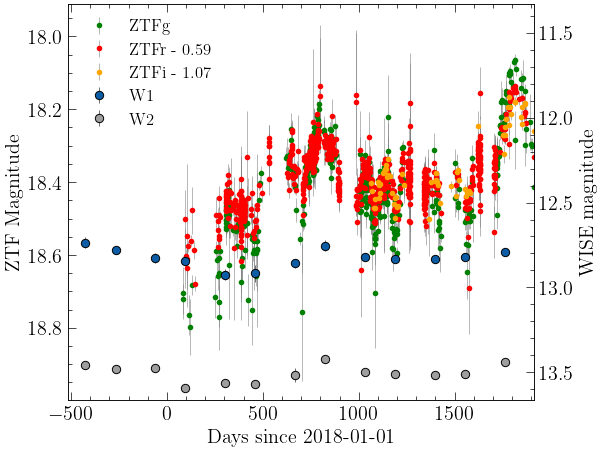 ZTFg
ZTFr - 0.59
ZTFi - 1.07
W1
W2
ZTF Magnitude
18.0
18.2
18.4
18.6
18.8
WISE magnitude
11.5
12.0
12.5
13.0
13.5
−500 0 500 1000 1500
Days since 2018-01-01